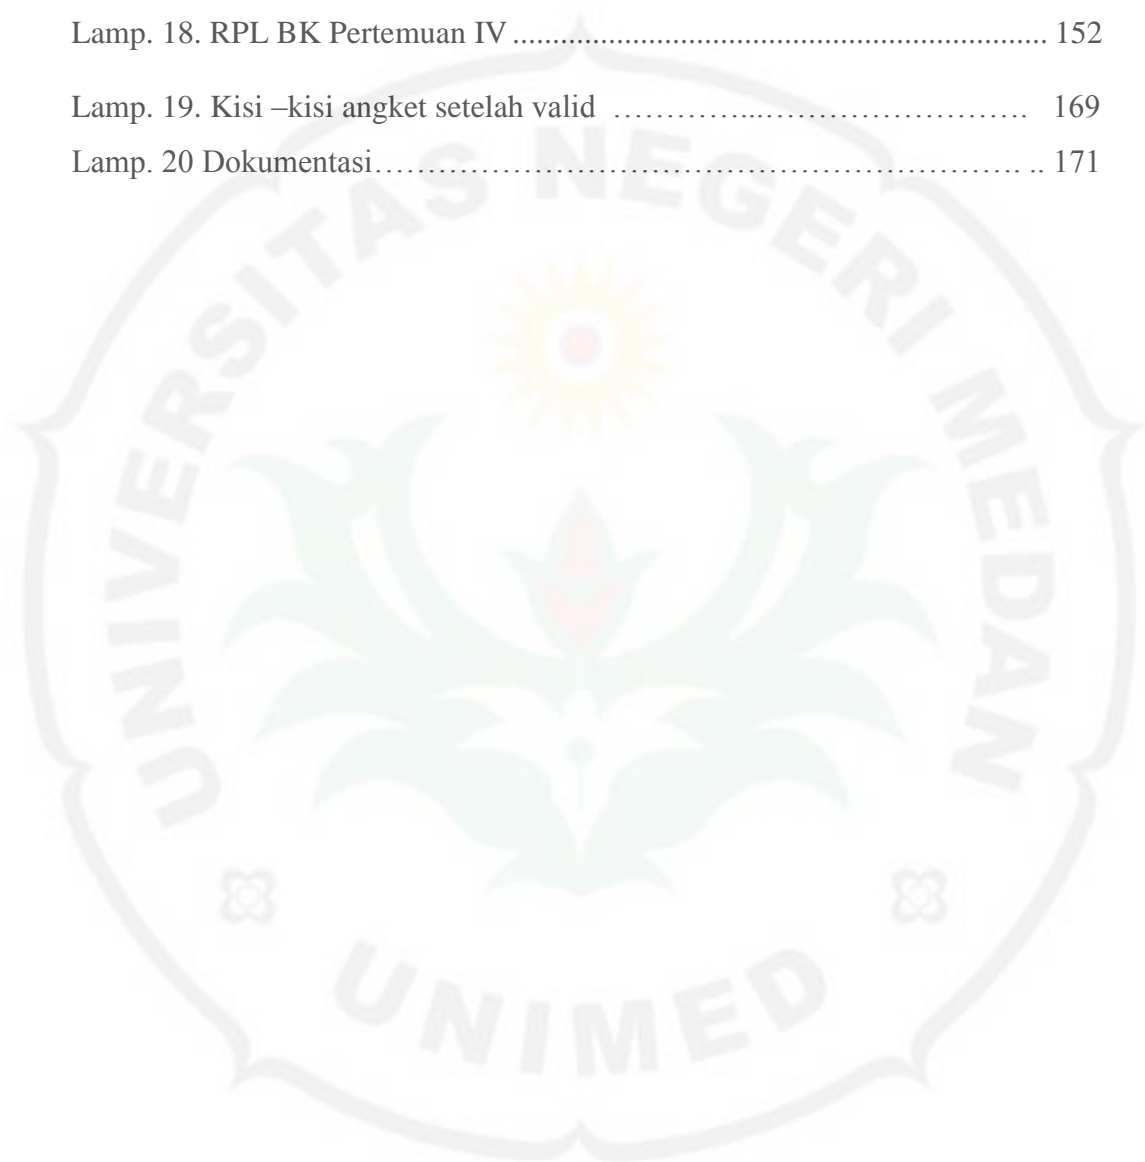 Lamp. 18. RPL BK Pertemuan IV ................................................................... 152
Lamp. 19. Kisi –kisi angket setelah valid …………...……………………. 169
Lamp. 20 Dokumentasi……………………………………………………. .. 171
UNIVERSITAS NEGERI MEDAN
UNIMED